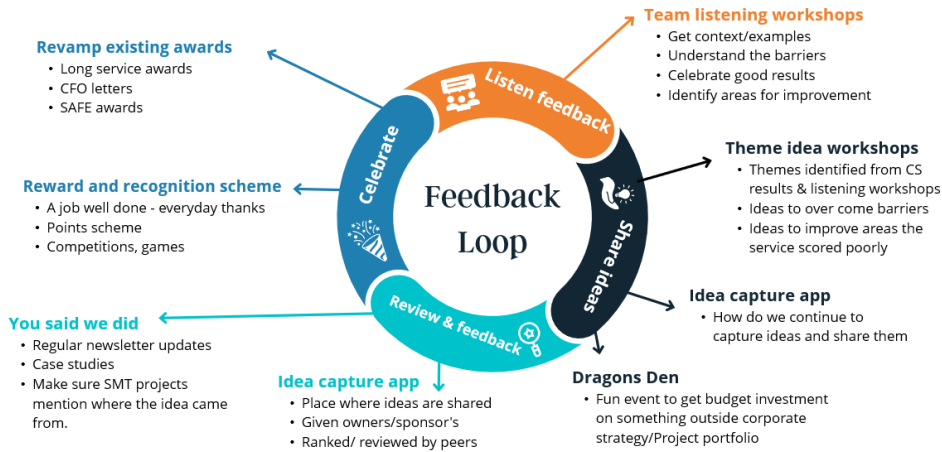 Feedback
Loop
Listen feedback
Team listening workshops
• Get context/examples
• Understand the barriers
• Celebrate good results
• Identify areas for improvement
Share ideas
Theme idea workshops
• Themes identified from CS
results & listening workshops
• Ideas to over come barriers
• Ideas to improve areas the
service scored poorly
Idea capture app
• How do we continue to
capture ideas and share them
Dragons Den
• Fun event to get budget investment
on something outside corporate
strategy/Project portfolio
Review & feedback
Idea capture app
• Place where ideas are shared
• Given owners/sponsor's
• Ranked/ reviewed by peers
You said we did
• Regular newsletter updates
• Case studies
• Make sure SMT projects
mention where the idea came
from.
Celebrate
Reward and recognition scheme
• A job well done - everyday thanks
• Points scheme
• Competitions, games
Revamp existing awards
• Long service awards
• CFO letters
• SAFE awards